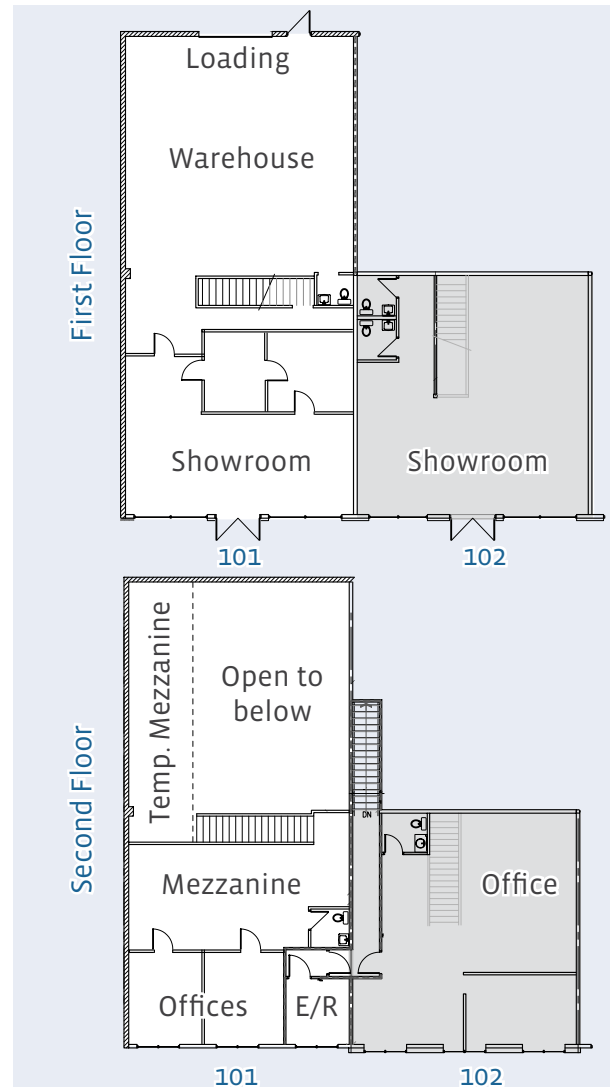 First Floor
Loading
Warehouse
Showroom
Showroom
101
102
Second Floor
Temp. Mezzanine
Open to
below
DN
Mezzanine
Office
Offices
E/R
101
102